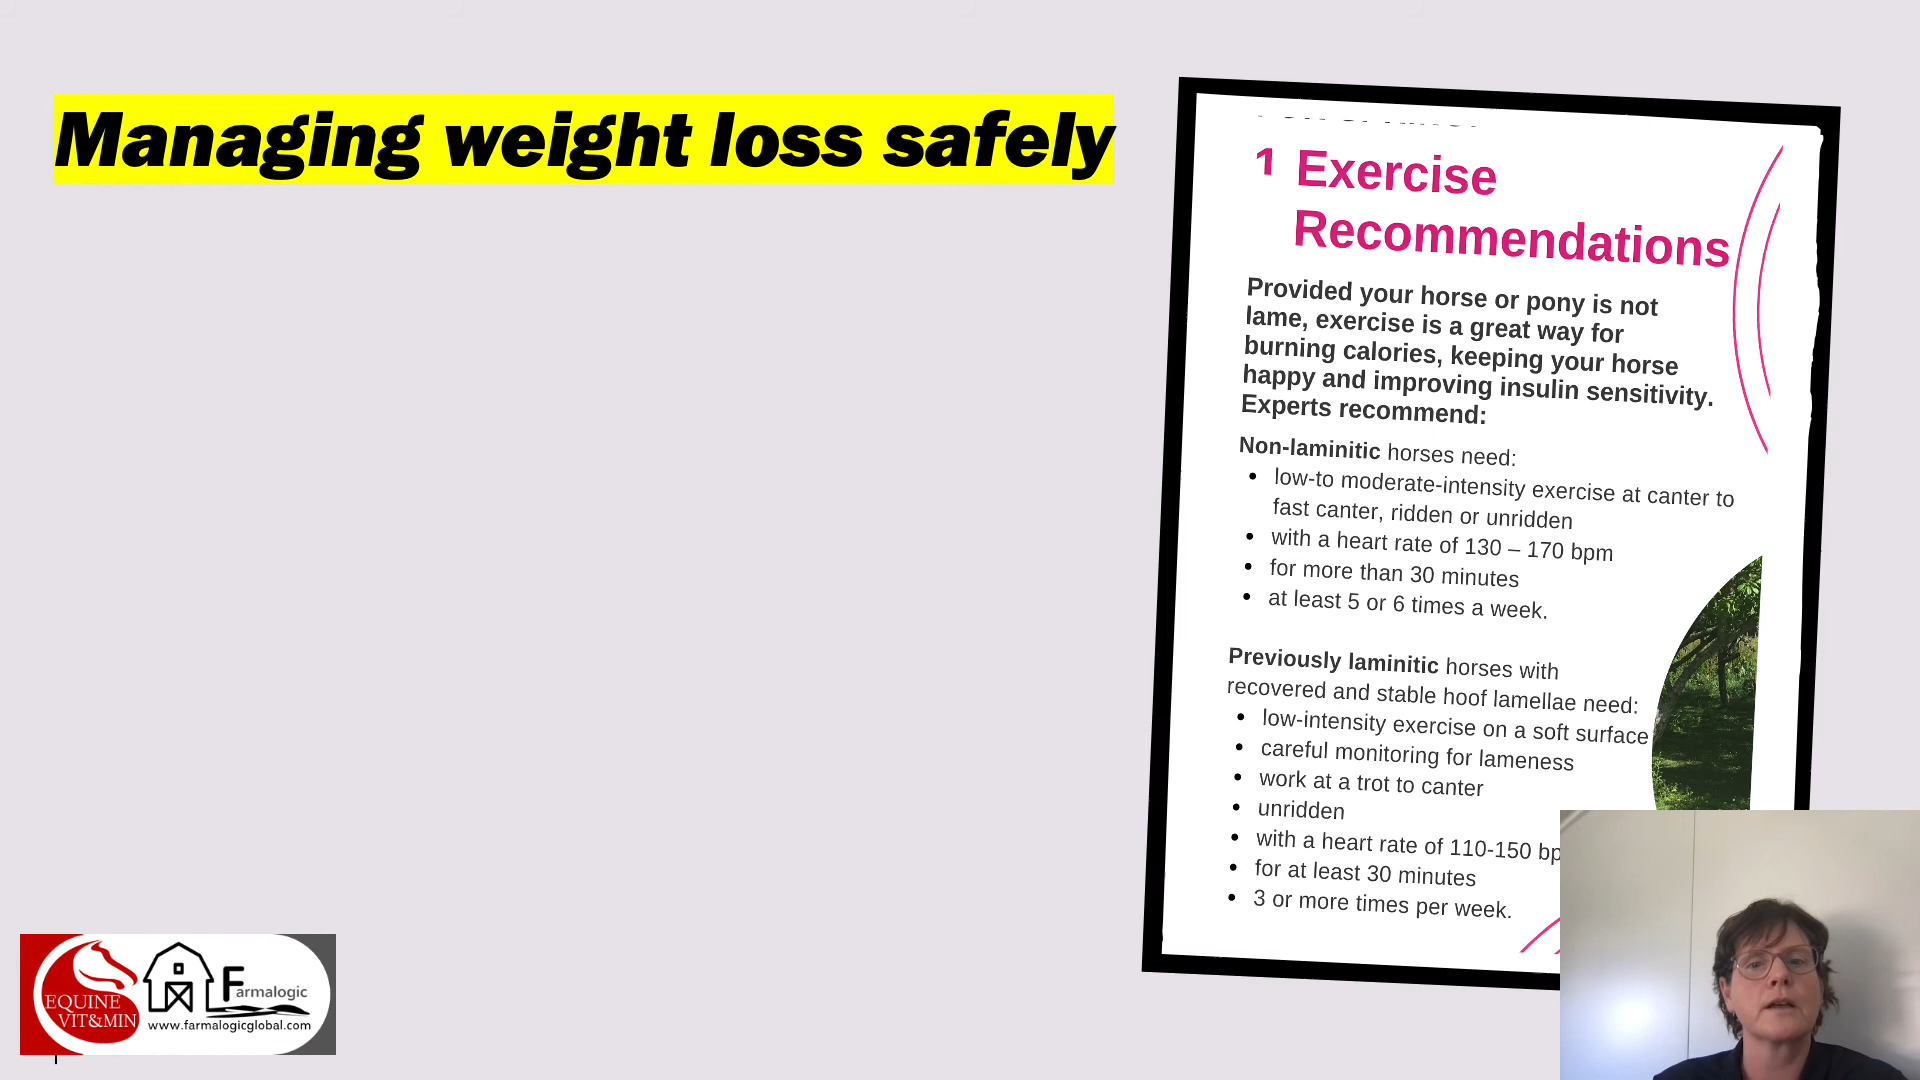 Managing weight loss safely
1 Exercise
Recommendations
Provided your horse or pony is not
lame, exercise is a great way for
burning calories, keeping your horse
happy and improving insulin sensitivity.
Experts recommend:
Non-laminitic horses need:
• low-to moderate-intensity exercise at canter to
fast canter, ridden or unridden
• with a heart rate of 130 – 170 bpm
• for more than 30 minutes
• at least 5 or 6 times a week.
Previously laminitic horses with
recovered and stable hoof lamellae need:
• low-intensity exercise on a soft surface
• careful monitoring for lameness
• work at a trot to canter
• unridden
• with a heart rate of 110-150
• for at least 30 minutes
• 3 or more times per week.
EQUINE
VIT&MIN
Farmalogic
www.farmalogicglobal.com